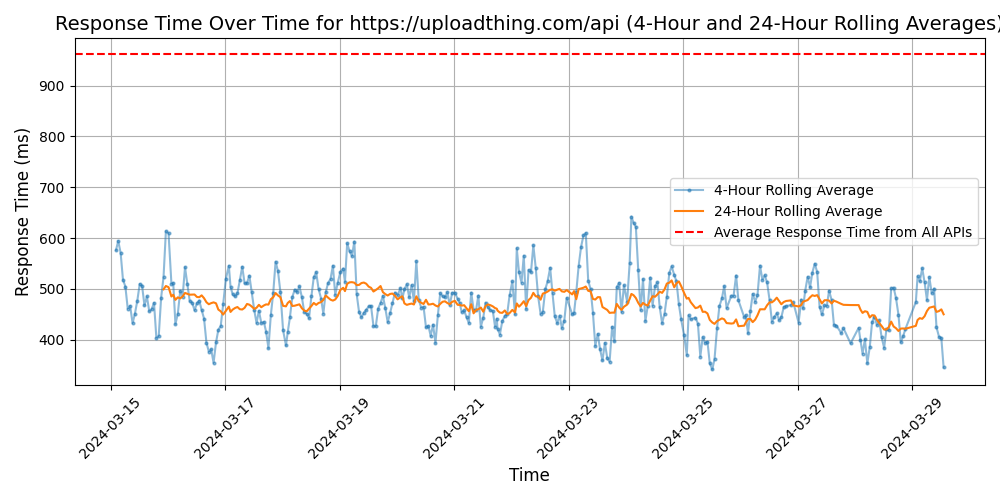 Response Time Over Time for https://uploadthing.com/api (4-Hour and 24-Hour Rolling Averages)
Response Time (ms)
900
800
700
600
500
400
4-Hour Rolling Average
24-Hour Rolling Average
Average Response Time from All APIs
2024-03-15
2024-03-17
2024-03-19
2024-03-21
2024-03-23
2024-03-25
2024-03-27
2024-03-29
Time